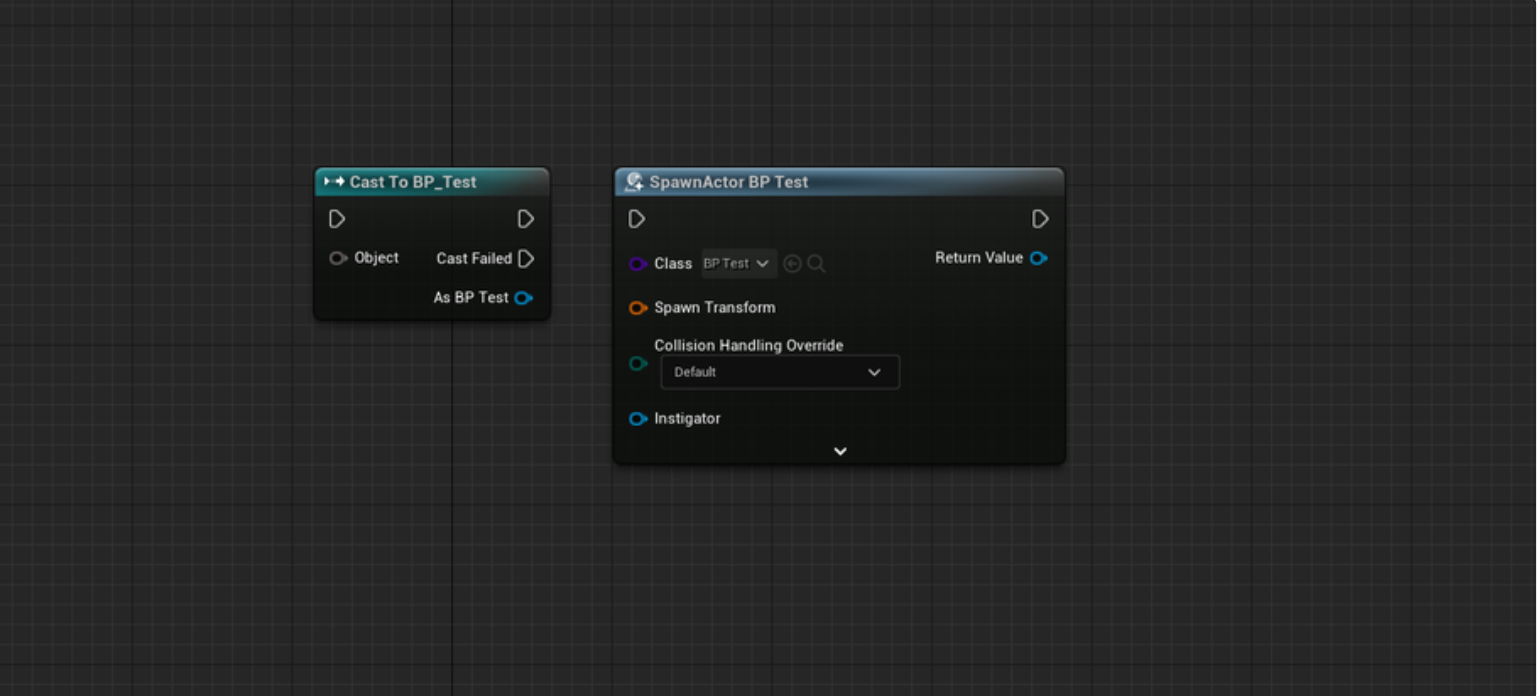 Cast To BP_Test
Object
Cast Failed
As BP Test
SpawnActor BP Test
Class BP Test
Return Value
Spawn Transform
Collision Handling Override
Default
Instigator